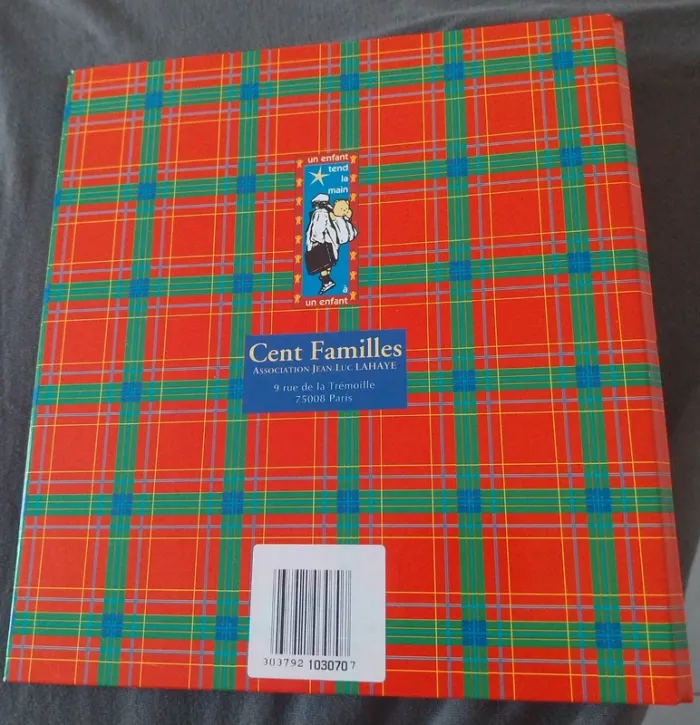 un enfant
tend
la
main
à
un enfant
Cent Familles
ASSOCIATION JEAN-LUC LAHAYE
9 rue de la Trémoille
75008 Paris
303792 103070 7